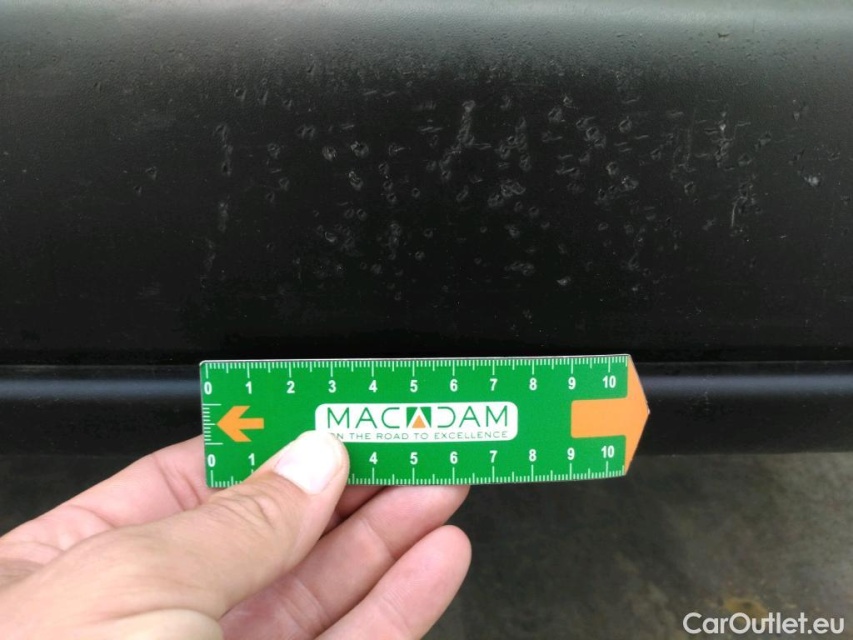 0 1 2 3 4 5 6 7 8 9 10
MACADAM
ON THE ROAD TO EXCELLENCE
0 1 4 5 6 7 8 9 10
CarOutlet.eu